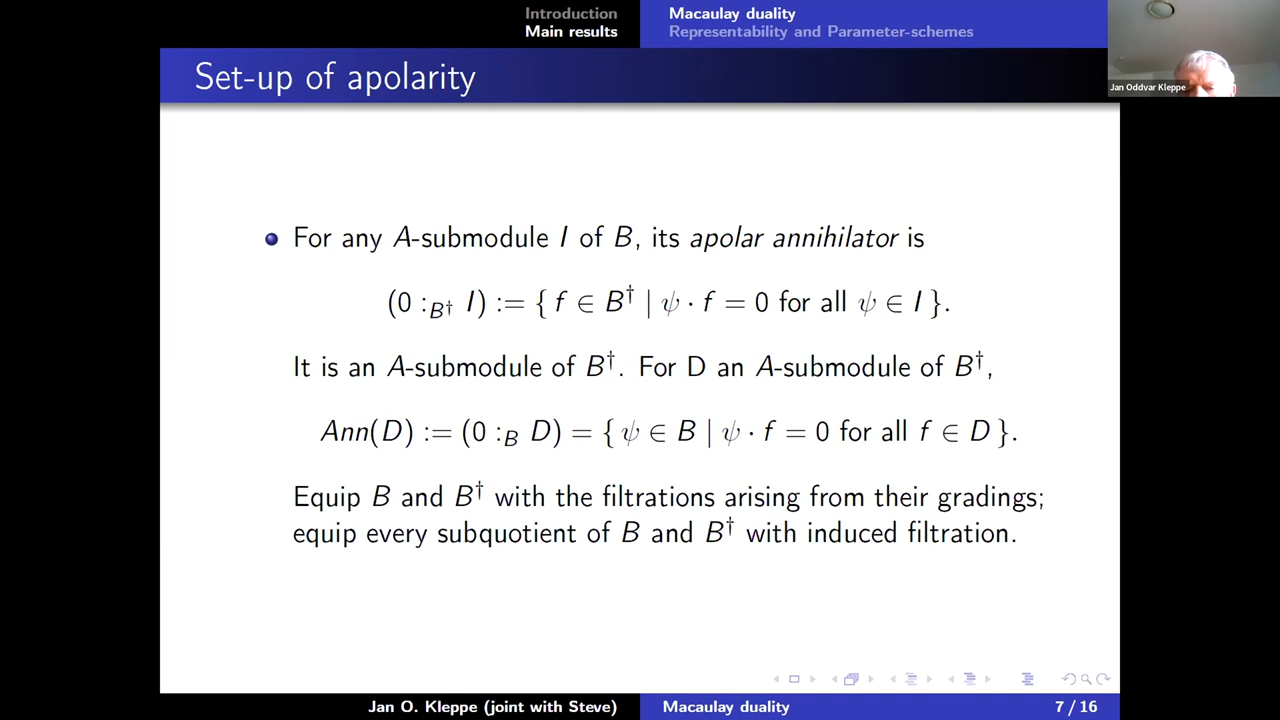 Introduction
Main results
Macaulay duality
Representability and Parameter-schemes
Set-up of apolarity
Jan Oddvar Kleppe
For any A-submodule I of B, its apolar annihilator is
(0 :_{B†} I) := { f ∈ B† | ψ · f = 0 for all ψ ∈ I }.
It is an A-submodule of B†. For D an A-submodule of B†,
Ann(D) := (0 :_B D) = { ψ ∈ B | ψ · f = 0 for all f ∈ D }.
Equip B and B† with the filtrations arising from their gradings;
equip every subquotient of B and B† with induced filtration.
Jan O. Kleppe (joint with Steve)
Macaulay duality
7 / 16